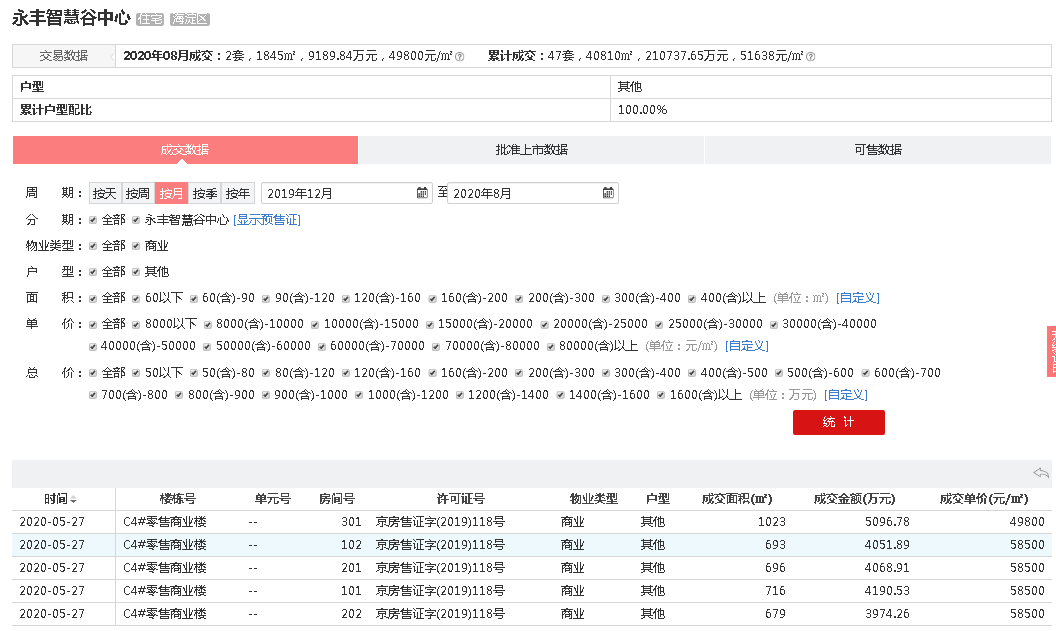 永丰智慧谷中心 住宅 海淀区
交易数据 2020年08月成交：2套，1845㎡，9189.84万元，49800元/㎡ 累计成交：47套，40810㎡，210737.65万元，51638元/㎡
户型 其他
累计户型配比 100.00%
成交数据 批准上市数据 可售数据
周 期： 按天 按周 按月 按季 按年 2019年12月 至 2020年8月
分 期： 全部 永丰智慧谷中心 [显示预售证]
物业类型： 全部 商业
户 型： 全部 其他
面 积： 全部 60以下 60(含)-90 90(含)-120 120(含)-160 160(含)-200 200(含)-300 300(含)-400 400(含)以上 (单位：㎡) [自定义]
单 价： 全部 8000以下 8000(含)-10000 10000(含)-15000 15000(含)-20000 20000(含)-25000 25000(含)-30000 30000(含)-40000
40000(含)-50000 50000(含)-60000 60000(含)-70000 70000(含)-80000 80000(含)以上 (单位：元/㎡) [自定义]
总 价： 全部 50以下 50(含)-80 80(含)-120 120(含)-160 160(含)-200 200(含)-300 300(含)-400 400(含)-500 500(含)-600 600(含)-700
700(含)-800 800(含)-900 900(含)-1000 1000(含)-1200 1200(含)-1400 1400(含)-1600 1600(含)以上 (单位：万元) [自定义]
统 计
时间 楼栋号 单元号 房间号 许可证号 物业类型 户型 成交面积(㎡) 成交金额(万元) 成交单价(元/㎡)
2020-05-27 C4#零售商业楼 -- 301 京房售证字(2019)118号 商业 其他 1023 5096.78 49800
2020-05-27 C4#零售商业楼 -- 102 京房售证字(2019)118号 商业 其他 693 4051.89 58500
2020-05-27 C4#零售商业楼 -- 201 京房售证字(2019)118号 商业 其他 696 4068.91 58500
2020-05-27 C4#零售商业楼 -- 101 京房售证字(2019)118号 商业 其他 716 4190.53 58500
2020-05-27 C4#零售商业楼 -- 202 京房售证字(2019)118号 商业 其他 679 3974.26 58500